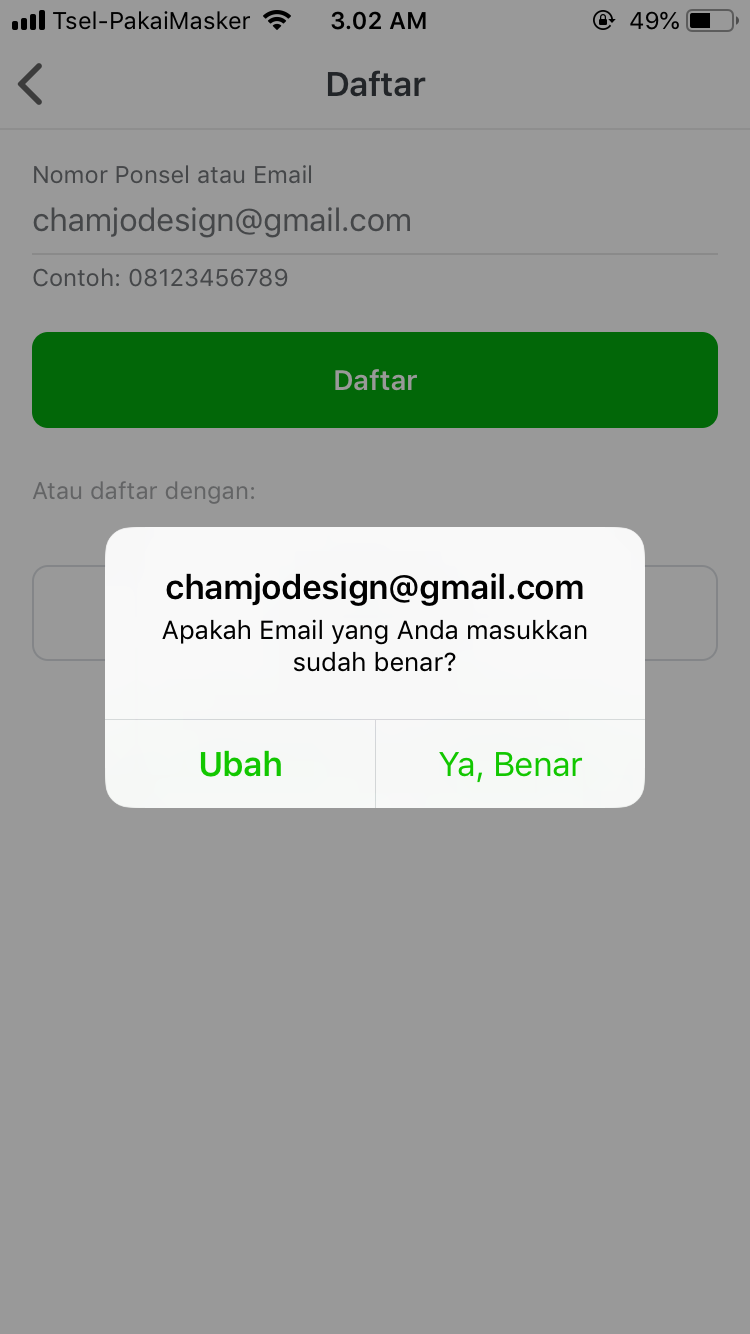 Tsel-PakaiMasker 3.02 AM 49%
Daftar
Nomor Ponsel atau Email
chamjodesign@gmail.com
Contoh: 08123456789
Daftar
Atau daftar dengan:
chamjodesign@gmail.com
Apakah Email yang Anda masukkan
sudah benar?
Ubah Ya, Benar